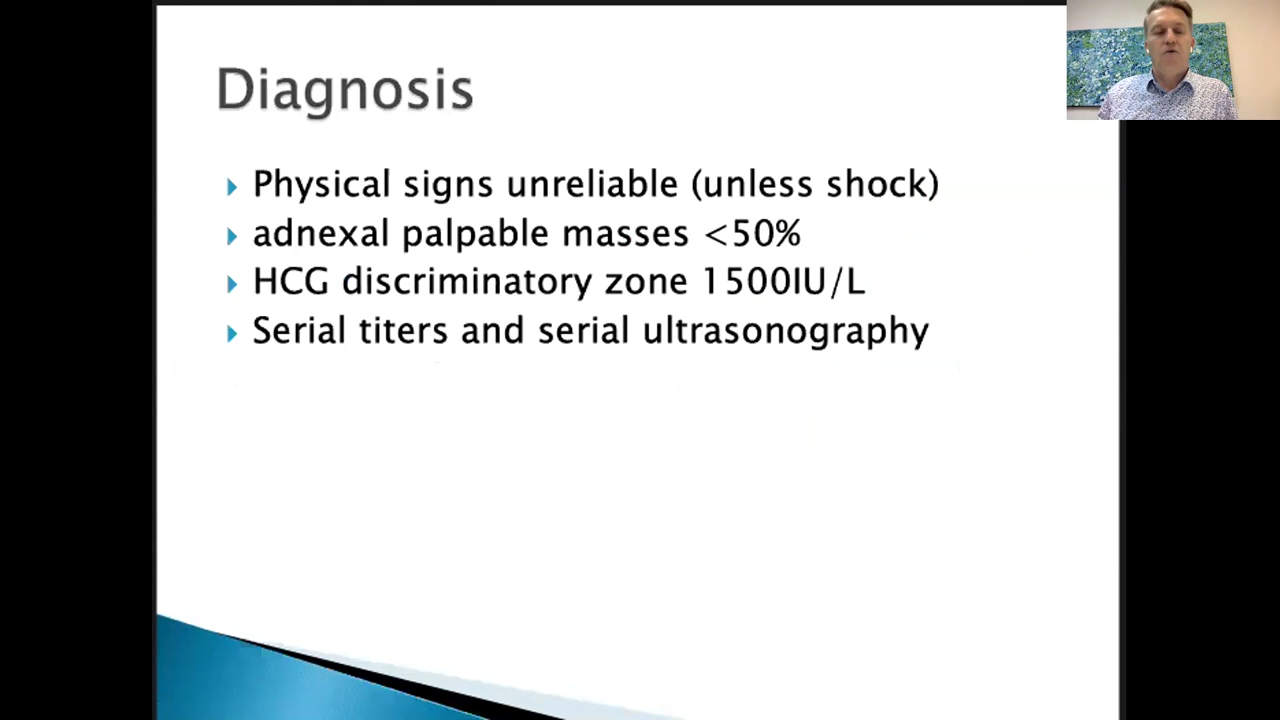 Diagnosis
Physical signs unreliable (unless shock)
adnexal palpable masses <50%
HCG discriminatory zone 1500IU/L
Serial titers and serial ultrasonography